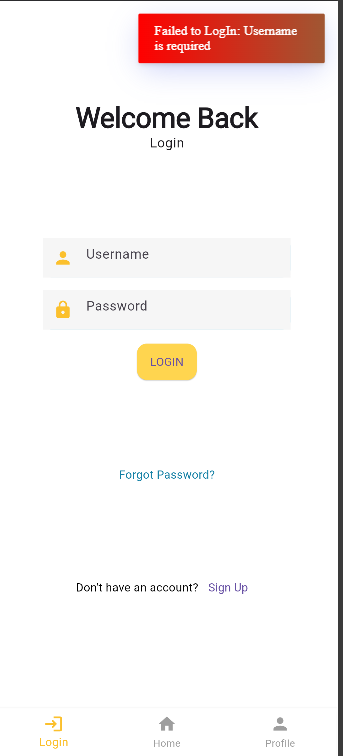 Failed to LogIn: Username
is required
Welcome Back
Login
Username
Password
LOGIN
Forgot Password?
Don't have an account? Sign Up
Login
Home
Profile